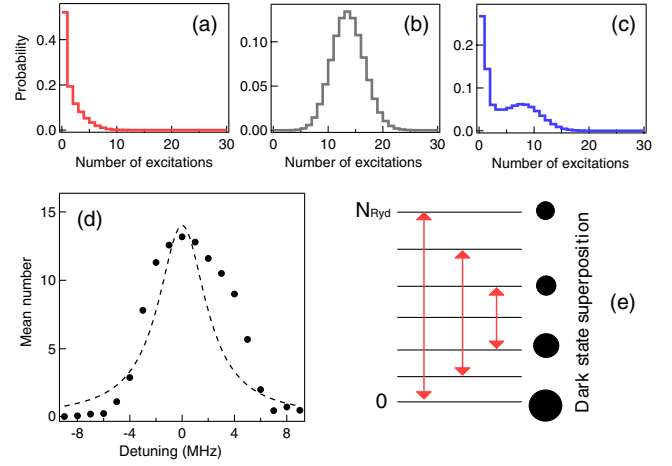 (a)
(b)
(c)
Probability
0.4
0.2
0.0
0
10
20
30
Number of excitations
0.10
0.05
0.00
0
10
20
30
Number of excitations
0.2
0.1
0.0
0
10
20
30
Number of excitations
(d)
Mean number
15
10
5
0
-8
-4
0
4
8
Detuning (MHz)
NRyd
0
Dark state superposition
(e)